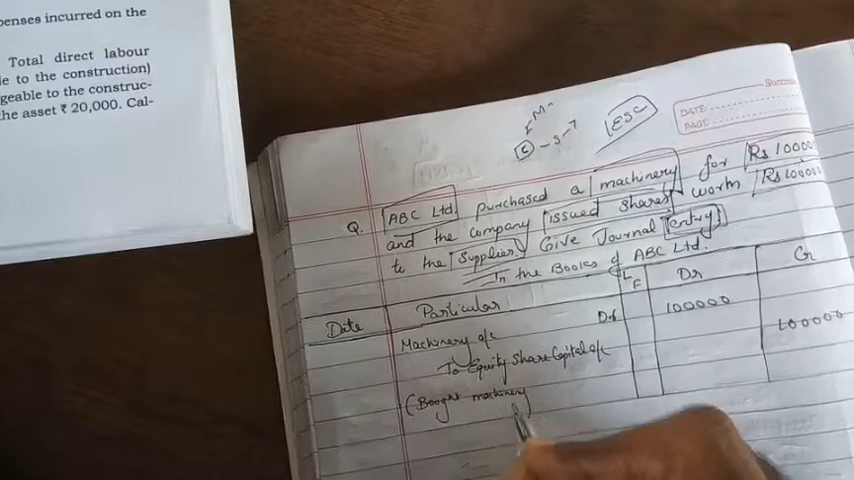 penses incurred on the
Total direct labour
le to the construction)
geable to the construc-
the asset ₹ 20,000. Cal-
Success
DATE:
PAGE:
ESC
Q. ABC Ltd purchased a machinery for Rs 100000
and the company issued shares worth Rs 100000
to the Supplier. Give Journal entry
In the Books of ABC Ltd.
Date Particular LF Dr Cr
Machinery a/c Dr 100000
To Equity Share Capital a/c 100000
(Bought machinery